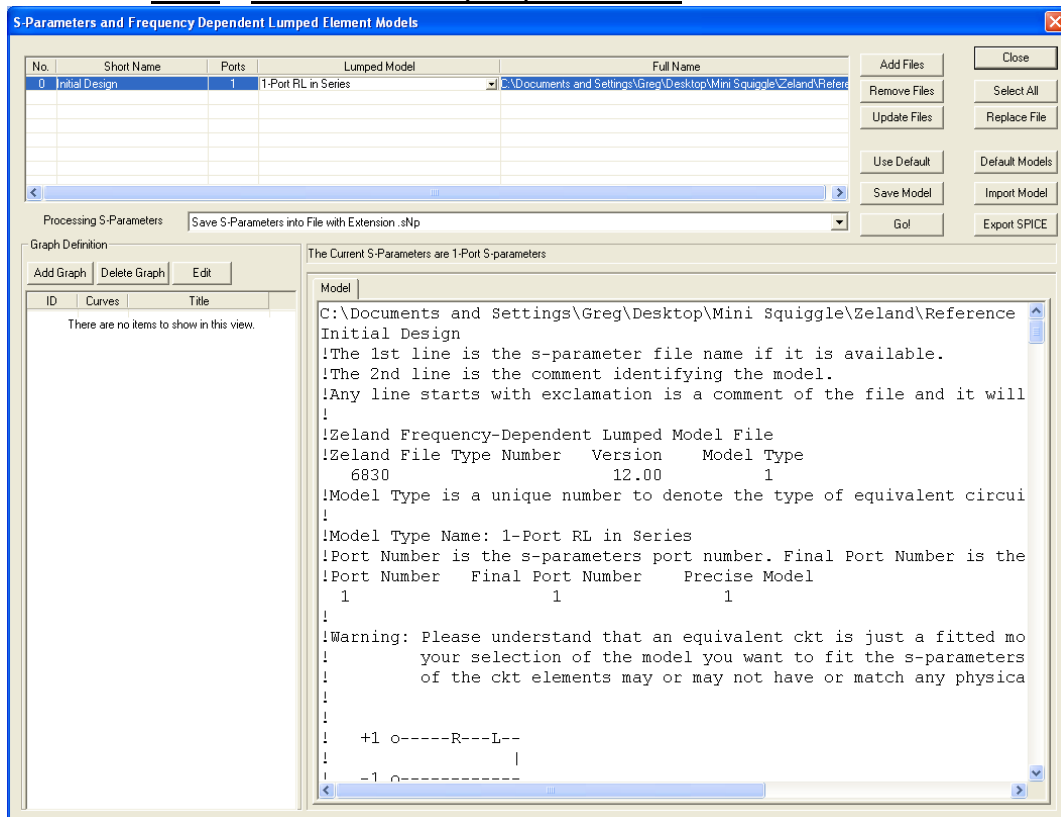 S-Parameters and Frequency Dependent Lumped Element Models
No. Short Name Ports Lumped Model Full Name
0 Initial Design 1 1-Port RL in Series C:\Documents and Settings\Greg\Desktop\Mini Squiggle\Zeland\Refere
Add Files Close
Remove Files Select All
Update Files Replace File
Use Default Default Models
Save Model Import Model
Processing S-Parameters Save S-Parameters into File with Extension .sNp Go! Export SPICE
Graph Definition
Add Graph Delete Graph Edit
ID Curves Title
There are no items to show in this view.
The Current S-Parameters are 1-Port S-parameters
Model
C:\Documents and Settings\Greg\Desktop\Mini Squiggle\Zeland\Reference
Initial Design
!The 1st line is the s-parameter file name if it is available.
!The 2nd line is the comment identifying the model.
!Any line starts with exclamation is a comment of the file and it will
!
!Zeland Frequency-Dependent Lumped Model File
!Zeland File Type Number Version Model Type
6830 12.00 1
!Model Type is a unique number to denote the type of equivalent circui
!
!Model Type Name: 1-Port RL in Series
!Port Number is the s-parameters port number. Final Port Number is the
!Port Number Final Port Number Precise Model
1 1 1
!
!Warning: Please understand that an equivalent ckt is just a fitted mo
! your selection of the model you want to fit the s-parameters
! of the ckt elements may or may not have or match any physica
!
!
! +1 o-----R---L--
! |
! -1 o------------